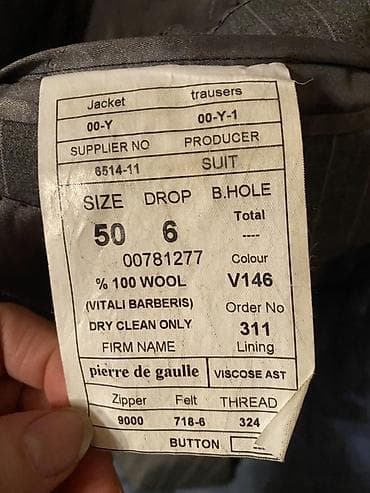 Jacket trausers
00-Y 00-Y-1
SUPPLIER NO PRODUCER
6514-11 SUIT
SIZE DROP B.HOLE
Total
50 6 ----
00781277 Colour
% 100 WOOL V146
(VITALI BARBERIS) Order No
DRY CLEAN ONLY 311
FIRM NAME Lining
pierre de gaulle VISCOSE AST
Zipper Felt THREAD
9000 718-6 324
BUTTON